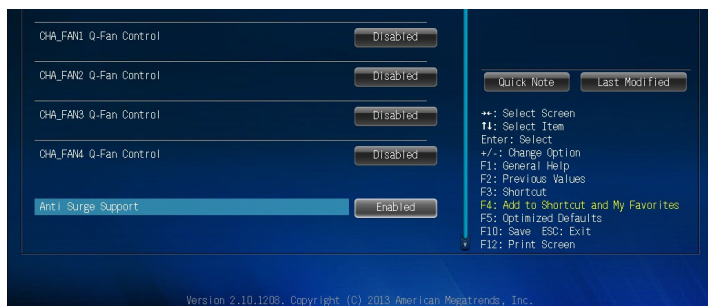 CHA_FAN1 Q-Fan Control Disabled
CHA_FAN2 Q-Fan Control Disabled
CHA_FAN3 Q-Fan Control Disabled
CHA_FAN4 Q-Fan Control Disabled
Anti Surge Support Enabled
Quick Note Last Modified
→←: Select Screen
↑↓: Select Item
Enter: Select
+/-: Change Option
F1: General Help
F2: Previous Values
F3: Shortcut
F4: Add to Shortcut and My Favorites
F5: Optimized Defaults
F10: Save ESC: Exit
F12: Print Screen
Version 2.10.1208. Copyright (C) 2013 American Megatrends, Inc.